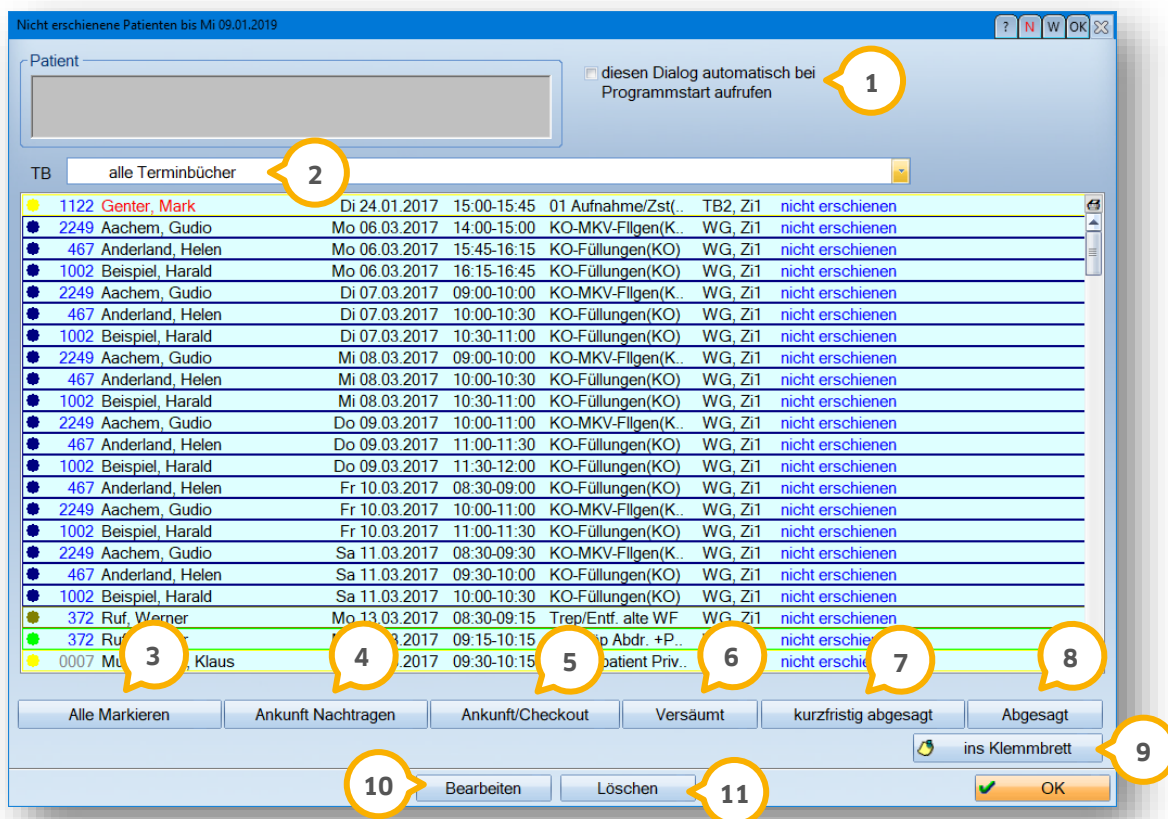 Nicht erschienene Patienten bis Mi 09.01.2019 ? N W OK
Patient
diesen Dialog automatisch bei
Programmstart aufrufen
1
TB alle Terminbücher 2
1122 Genter, Mark Di 24.01.2017 15:00-15:45 01 Aufnahme/Zst(.. TB2, Zi1 nicht erschienen
2249 Aachem, Gudio Mo 06.03.2017 14:00-15:00 KO-MKV-Fllgen(K.. WG, Zi1 nicht erschienen
467 Anderland, Helen Mo 06.03.2017 15:45-16:15 KO-Füllungen(KO) WG, Zi1 nicht erschienen
1002 Beispiel, Harald Mo 06.03.2017 16:15-16:45 KO-Füllungen(KO) WG, Zi1 nicht erschienen
2249 Aachem, Gudio Di 07.03.2017 09:00-10:00 KO-MKV-Fllgen(K.. WG, Zi1 nicht erschienen
467 Anderland, Helen Di 07.03.2017 10:00-10:30 KO-Füllungen(KO) WG, Zi1 nicht erschienen
1002 Beispiel, Harald Di 07.03.2017 10:30-11:00 KO-Füllungen(KO) WG, Zi1 nicht erschienen
2249 Aachem, Gudio Mi 08.03.2017 09:00-10:00 KO-MKV-Fllgen(K.. WG, Zi1 nicht erschienen
467 Anderland, Helen Mi 08.03.2017 10:00-10:30 KO-Füllungen(KO) WG, Zi1 nicht erschienen
1002 Beispiel, Harald Mi 08.03.2017 10:30-11:00 KO-Füllungen(KO) WG, Zi1 nicht erschienen
2249 Aachem, Gudio Do 09.03.2017 10:00-11:00 KO-MKV-Fllgen(K.. WG, Zi1 nicht erschienen
467 Anderland, Helen Do 09.03.2017 11:00-11:30 KO-Füllungen(KO) WG, Zi1 nicht erschienen
1002 Beispiel, Harald Do 09.03.2017 11:30-12:00 KO-Füllungen(KO) WG, Zi1 nicht erschienen
467 Anderland, Helen Fr 10.03.2017 08:30-09:00 KO-Füllungen(KO) WG, Zi1 nicht erschienen
2249 Aachem, Gudio Fr 10.03.2017 10:00-11:00 KO-MKV-Fllgen(K.. WG, Zi1 nicht erschienen
1002 Beispiel, Harald Fr 10.03.2017 11:00-11:30 KO-Füllungen(KO) WG, Zi1 nicht erschienen
2249 Aachem, Gudio Sa 11.03.2017 08:30-09:30 KO-MKV-Fllgen(K.. WG, Zi1 nicht erschienen
467 Anderland, Helen Sa 11.03.2017 09:30-10:00 KO-Füllungen(KO) WG, Zi1 nicht erschienen
1002 Beispiel, Harald Sa 11.03.2017 10:00-10:30 KO-Füllungen(KO) WG, Zi1 nicht erschienen
372 Ruf, Werner Mo 13.03.2017 08:30-09:15 Trep/Entf. alte WF WG, Zi1 nicht erschienen
372 09:15-10:15 Abdr. +P..
0007 Klaus 2017 09:30-10:15 patient Priv.. nicht
3 4 5 6 7 8
Alle Markieren Ankunft Nachtragen Ankunft/Checkout Versäumt kurzfristig abgesagt Abgesagt
ins Klemmbrett 9
10 Bearbeiten Löschen 11 OK